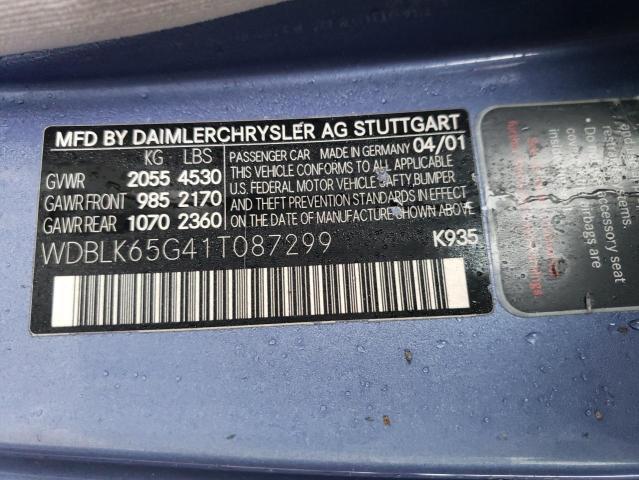 MFD BY DAIMLERCHRYSLER AG STUTTGART
KG LBS
GVWR 2055 4530
GAWR FRONT 985 2170
GAWR REAR 1070 2360
PASSENGER CAR MADE IN GERMANY 04/01
THIS VEHICLE CONFORMS TO ALL APPLICABLE
U.S. FEDERAL MOTOR VEHICLE SAFTY, BUMPER
AND THEFT PREVENTION STANDARDS IN EFFECT
ON THE DATE OF MANUFACTURE SHOWN ABOVE.
WDBLK65G41T087299
K935